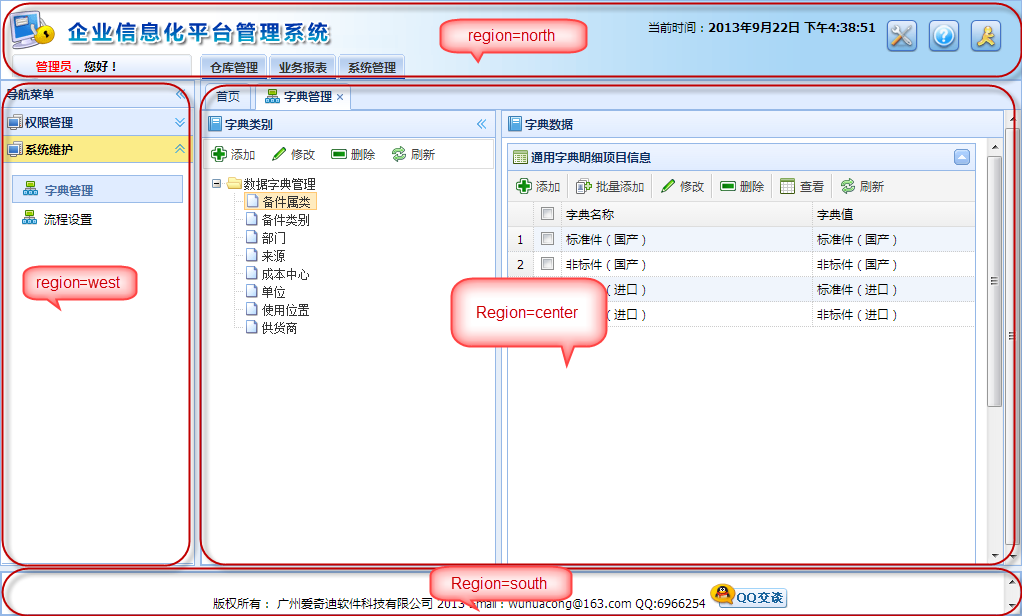 企业信息化平台管理系统
region=north
当前时间：2013年9月22日 下午4:38:51
管理员，您好！
仓库管理 业务报表 系统管理
导航菜单
首页 字典管理
权限管理
系统维护
字典管理
流程设置
region=west
字典类别
添加 修改 删除 刷新
数据字典管理
备件属类
备件类别
部门
来源
成本中心
单位
使用位置
供货商
字典数据
通用字典明细项目信息
添加 批量添加 修改 删除 查看 刷新
字典名称 字典值
1 标准件（国产） 标准件（国产）
2 非标件（国产） 非标件（国产）
（进口） 标准件（进口）
（进口） 非标件（进口）
Region=center
Region=south
版权所有： 广州爱奇迪软件科技有限公司 2013 Email：wuhuacong@163.com QQ:6966254 QQ交谈